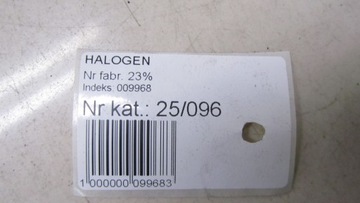 HALOGEN
Nr fabr. 23%
Indeks: 009968
Nr kat.: 25/096
1 000000 099683